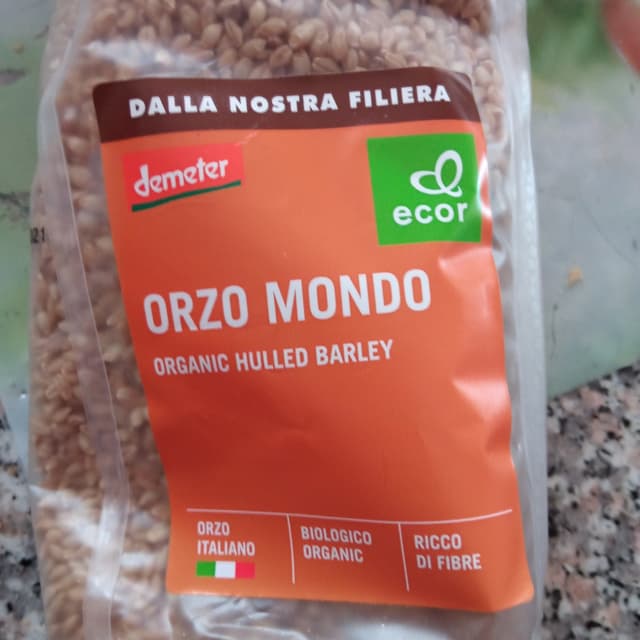 DALLA NOSTRA FILIERA
demeter
ecor
ORZO MONDO
ORGANIC HULLED BARLEY
ORZO
ITALIANO
BIOLOGICO
ORGANIC
RICCO
DI FIBRE